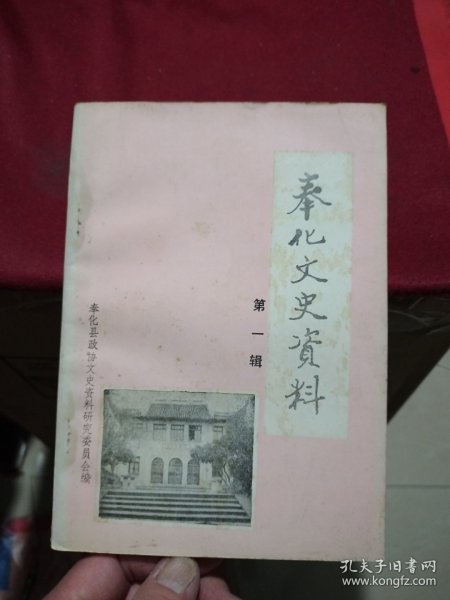 奉化文史资料
第一辑
奉化县政协文史资料研究委员会编
孔夫子旧书网
www.kongfz.com